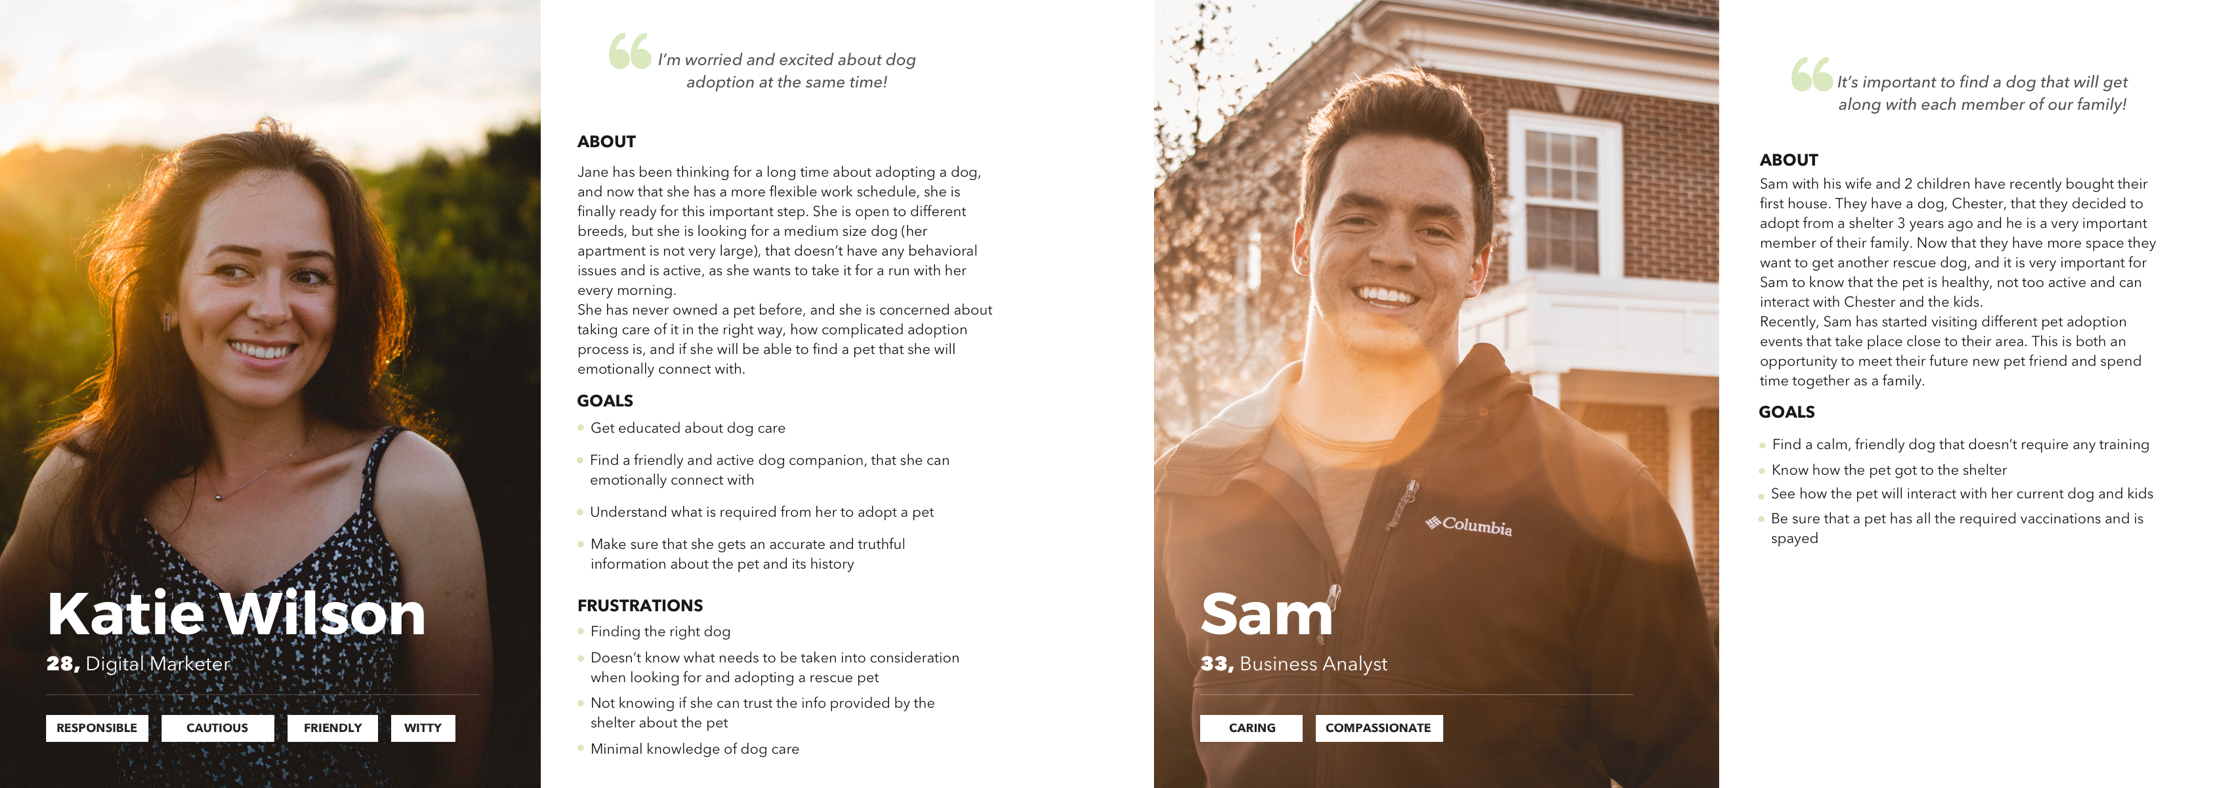 I'm worried and excited about dog
adoption at the same time!
ABOUT
Jane has been thinking for a long time about adopting a dog,
and now that she has a more flexible work schedule, she is
finally ready for this important step. She is open to different
breeds, but she is looking for a medium size dog (her
apartment is not very large), that doesn't have any behavioral
issues and is active, as she wants to take it for a run with her
every morning.
She has never owned a pet before, and she is concerned about
taking care of it in the right way, how complicated adoption
process is, and if she will be able to find a pet that she will
emotionally connect with.
GOALS
Get educated about dog care
Find a friendly and active dog companion, that she can
emotionally connect with
Understand what is required from her to adopt a pet
Make sure that she gets an accurate and truthful
information about the pet and its history
FRUSTRATIONS
Finding the right dog
Doesn't know what needs to be taken into consideration
when looking for and adopting a rescue pet
Not knowing if she can trust the info provided by the
shelter about the pet
Minimal knowledge of dog care
Katie Wilson
28, Digital Marketer
RESPONSIBLE
CAUTIOUS
FRIENDLY
WITTY
It's important to find a dog that will get
along with each member of our family!
ABOUT
Sam with his wife and 2 children have recently bought their
first house. They have a dog, Chester, that they decided to
adopt from a shelter 3 years ago and he is a very important
member of their family. Now that they have more space they
want to get another rescue dog, and it is very important for
Sam to know that the pet is healthy, not too active and can
interact with Chester and the kids.
Recently, Sam has started visiting different pet adoption
events that take place close to their area. This is both an
opportunity to meet their future new pet friend and spend
time together as a family.
GOALS
Find a calm, friendly dog that doesn't require any training
Know how the pet got to the shelter
See how the pet will interact with her current dog and kids
Be sure that a pet has all the required vaccinations and is
spayed
Columbia
Sam
33, Business Analyst
CARING
COMPASSIONATE